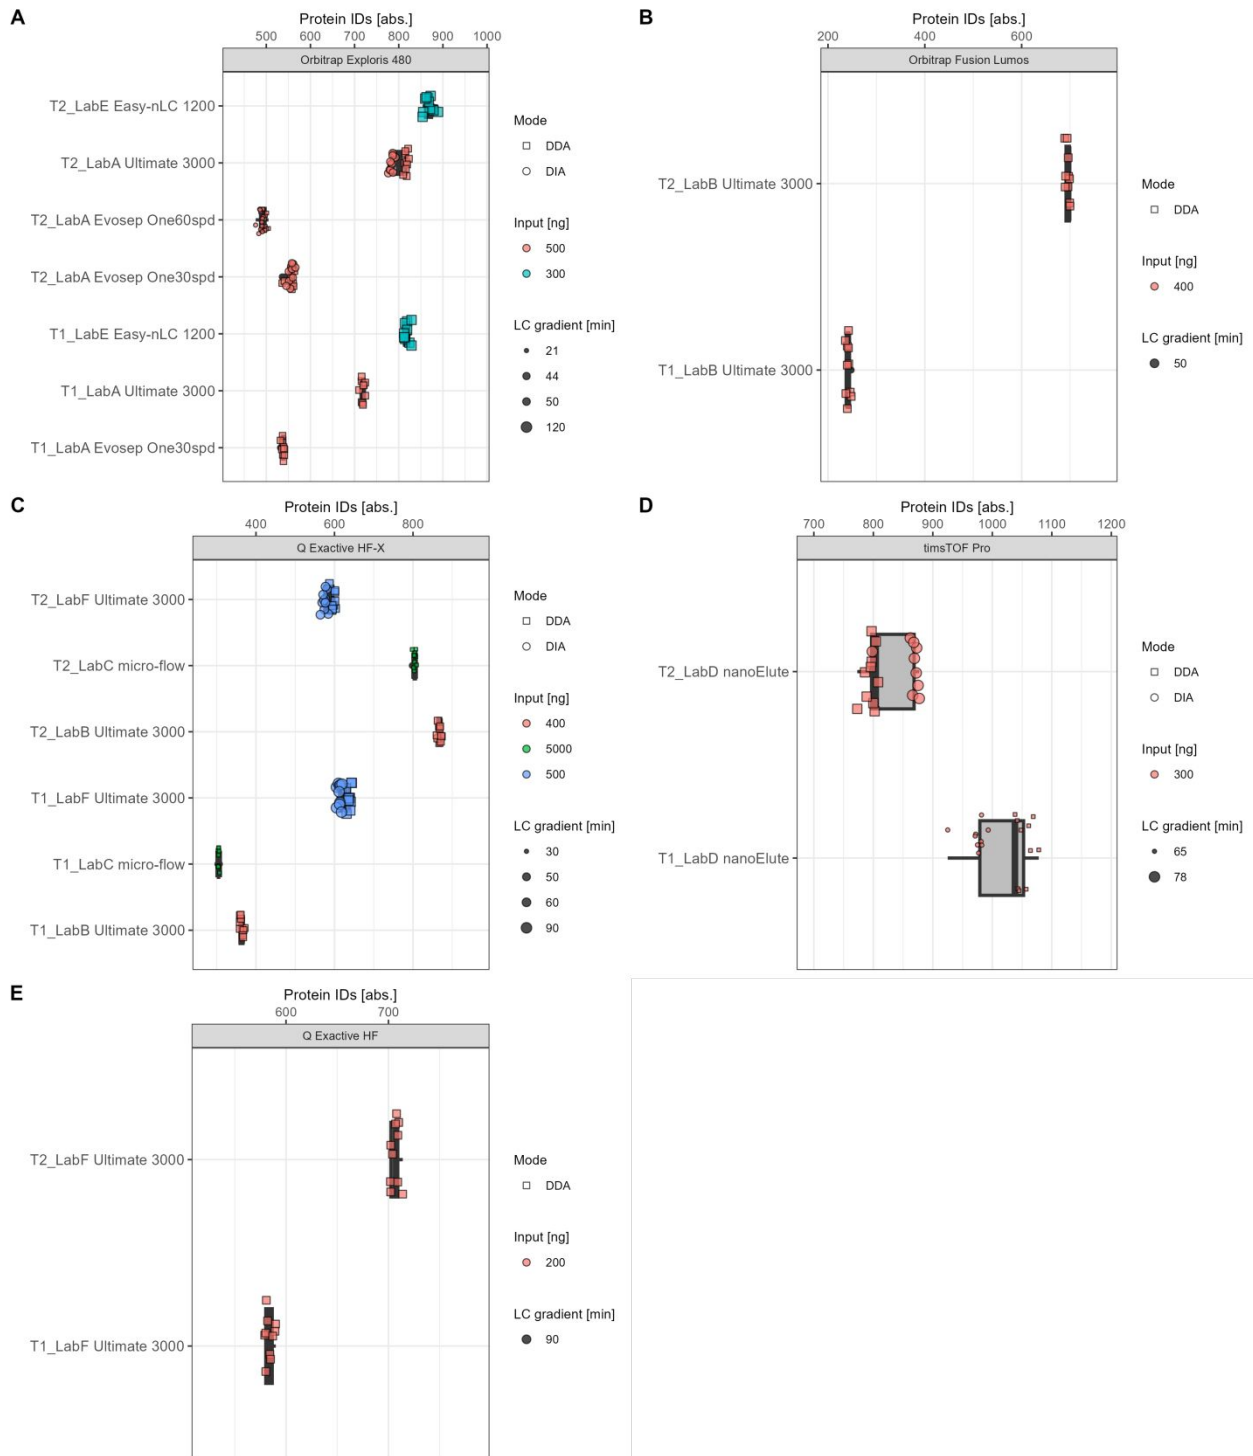 A
Protein IDs [abs.]
500 600 700 800 900 1000
Orbitrap Exploris 480
T2_LabE Easy-nLC 1200
T2_LabA Ultimate 3000
T2_LabA Evosep One60spd
T2_LabA Evosep One30spd
T1_LabE Easy-nLC 1200
T1_LabA Ultimate 3000
T1_LabA Evosep One30spd
Mode
DDA
DIA
Input [ng]
500
300
LC gradient [min]
21
44
50
120
B
Protein IDs [abs.]
200 400 600
Orbitrap Fusion Lumos
T2_LabB Ultimate 3000
T1_LabB Ultimate 3000
Mode
DDA
Input [ng]
400
LC gradient [min]
50
C
Protein IDs [abs.]
400 600 800
Q Exactive HF-X
T2_LabF Ultimate 3000
T2_LabC micro-flow
T2_LabB Ultimate 3000
T1_LabF Ultimate 3000
T1_LabC micro-flow
T1_LabB Ultimate 3000
Mode
DDA
DIA
Input [ng]
400
5000
500
LC gradient [min]
30
50
60
90
D
Protein IDs [abs.]
700 800 900 1000 1100 1200
timsTOF Pro
T2_LabD nanoElute
T1_LabD nanoElute
Mode
DDA
DIA
Input [ng]
300
LC gradient [min]
65
78
E
Protein IDs [abs.]
600 700
Q Exactive HF
T2_LabF Ultimate 3000
T1_LabF Ultimate 3000
Mode
DDA
Input [ng]
200
LC gradient [min]
90